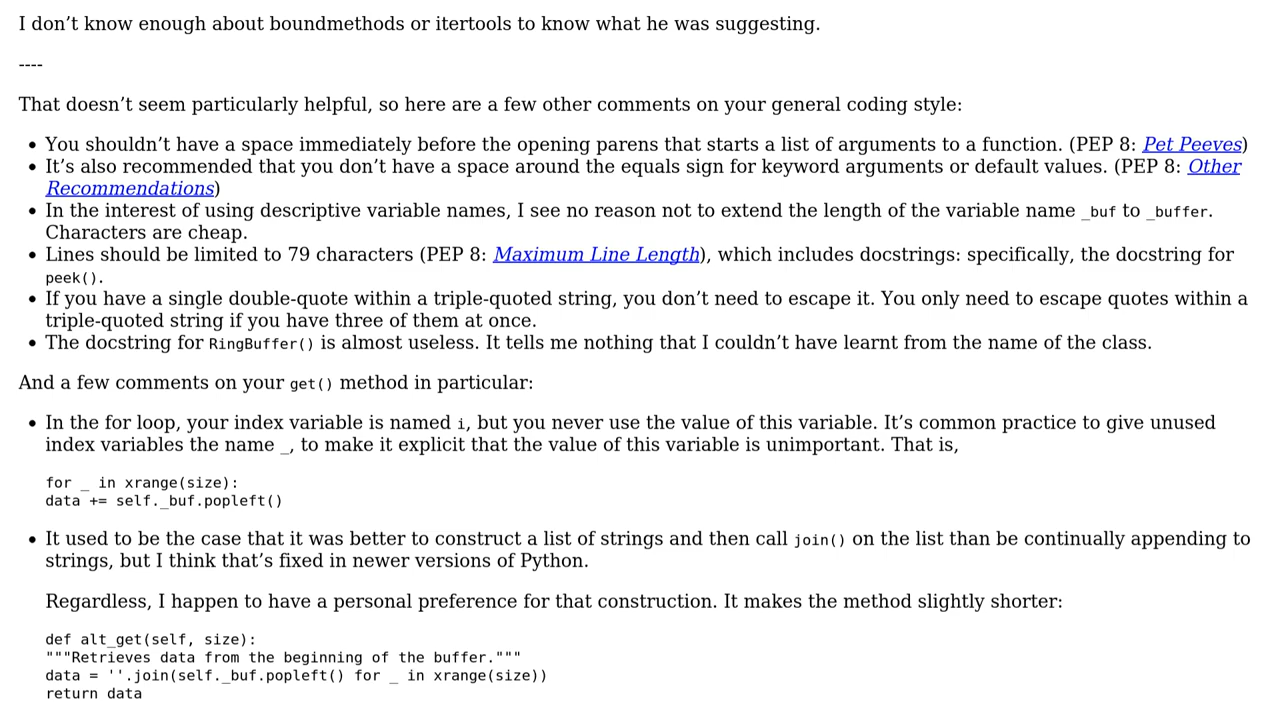 I don’t know enough about boundmethods or itertools to know what he was suggesting.
----
That doesn’t seem particularly helpful, so here are a few other comments on your general coding style:
• You shouldn’t have a space immediately before the opening parens that starts a list of arguments to a function. (PEP 8: Pet Peeves)
• It’s also recommended that you don’t have a space around the equals sign for keyword arguments or default values. (PEP 8: Other
Recommendations)
• In the interest of using descriptive variable names, I see no reason not to extend the length of the variable name _buf to _buffer.
Characters are cheap.
• Lines should be limited to 79 characters (PEP 8: Maximum Line Length), which includes docstrings: specifically, the docstring for
peek().
• If you have a single double-quote within a triple-quoted string, you don’t need to escape it. You only need to escape quotes within a
triple-quoted string if you have three of them at once.
• The docstring for RingBuffer() is almost useless. It tells me nothing that I couldn’t have learnt from the name of the class.
And a few comments on your get() method in particular:
• In the for loop, your index variable is named i, but you never use the value of this variable. It’s common practice to give unused
index variables the name _, to make it explicit that the value of this variable is unimportant. That is,
for _ in xrange(size):
data += self._buf.popleft()
• It used to be the case that it was better to construct a list of strings and then call join() on the list than be continually appending to
strings, but I think that’s fixed in newer versions of Python.
Regardless, I happen to have a personal preference for that construction. It makes the method slightly shorter:
def alt_get(self, size):
"""Retrieves data from the beginning of the buffer."""
data = ''.join(self._buf.popleft() for _ in xrange(size))
return data